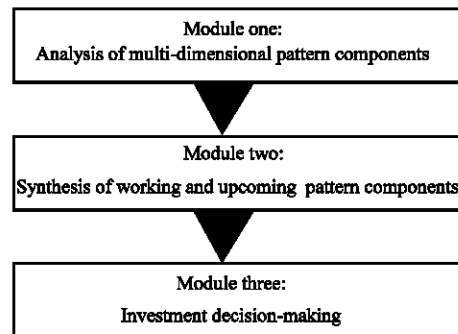 Module one:
Analysis of multi-dimensional pattern components
Module two:
Synthesis of working and upcoming pattern components
Module three:
Investment decision-making